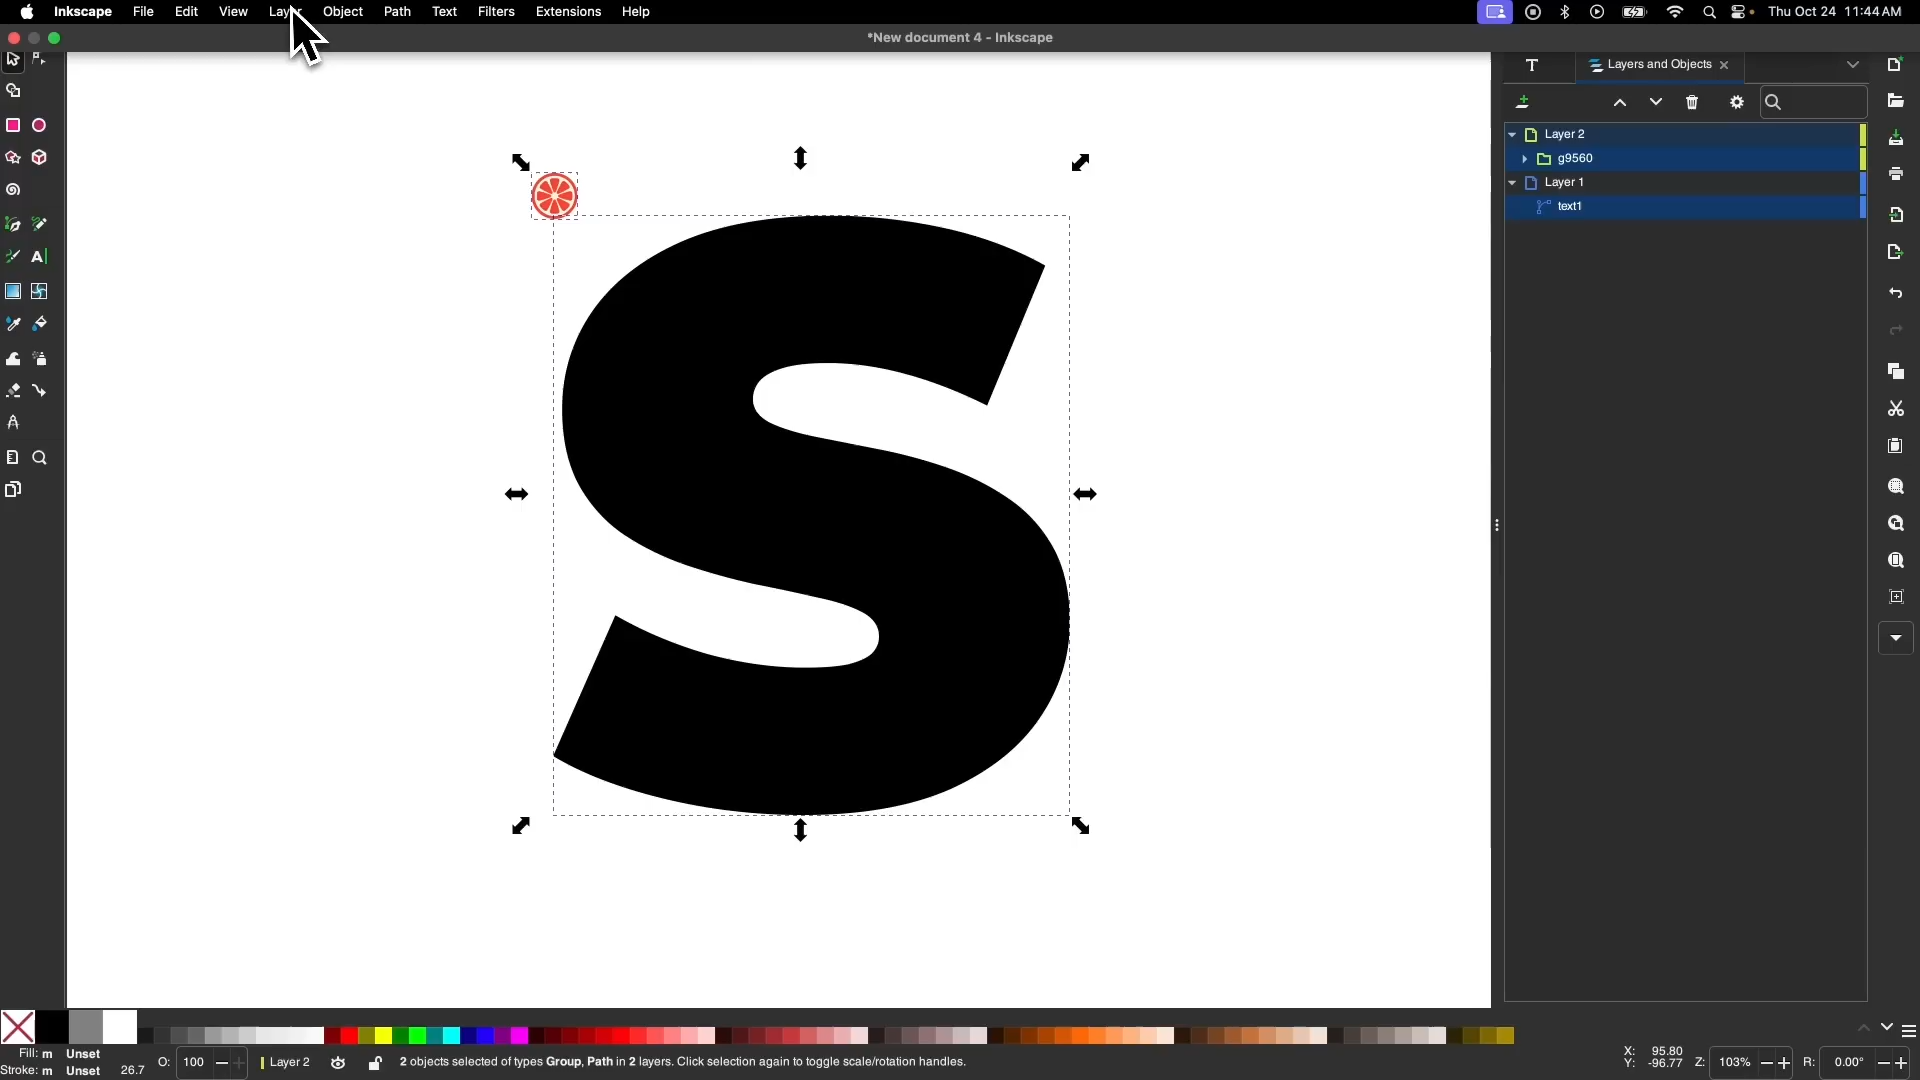 Inkscape File Edit View Layer Object Path Text Filters Extensions Help Thu Oct 24 11:44 AM
*New document 4 - Inkscape
Layers and Objects
Layer 2
g9560
Layer 1
text1
S
Fill: m Unset
Stroke: m Unset 26.7
O: 100
Layer 2
2 objects selected of types Group, Path in 2 layers. Click selection again to toggle scale/rotation handles.
X: 95.80
Y: -96.77
Z: 103%
R: 0.00°